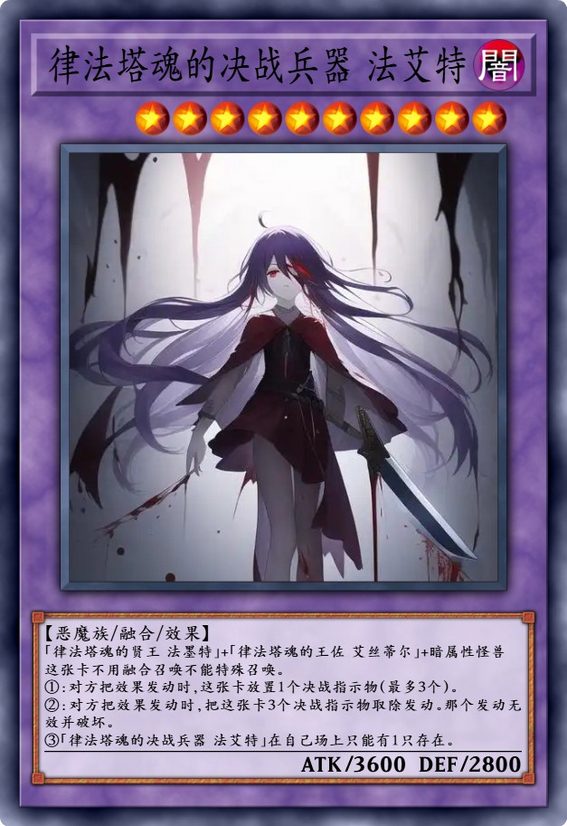 律法塔魂的决战兵器 法艾特
闇
【恶魔族/融合/效果】
「律法塔魂的贤王 法墨特」+「律法塔魂的王佐 艾丝蒂尔」+暗属性怪兽
这张卡不用融合召唤不能特殊召唤。
①:对方把效果发动时,这张卡放置1个决战指示物(最多3个)。
②:对方把效果发动时,把这张卡3个决战指示物取除发动。那个发动无
效并破坏。
③「律法塔魂的决战兵器 法艾特」在自己场上只能有1只存在。
ATK/3600 DEF/2800